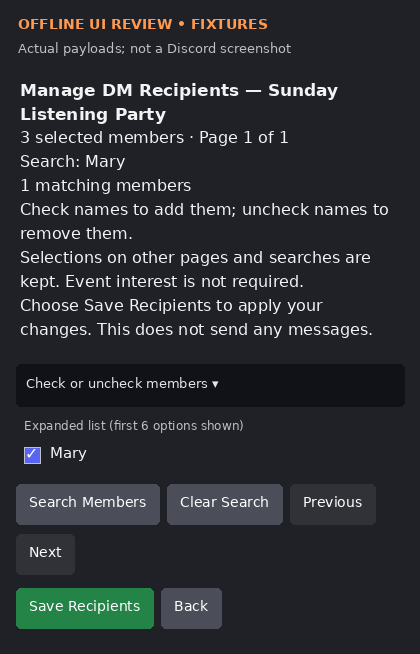 OFFLINE UI REVIEW • FIXTURES
Actual payloads; not a Discord screenshot
Manage DM Recipients — Sunday
Listening Party
3 selected members · Page 1 of 1
Search: Mary
1 matching members
Check names to add them; uncheck names to
remove them.
Selections on other pages and searches are
kept. Event interest is not required.
Choose Save Recipients to apply your
changes. This does not send any messages.
Check or uncheck members ▾
Expanded list (first 6 options shown)
✓ Mary
Search Members Clear Search Previous
Next
Save Recipients Back